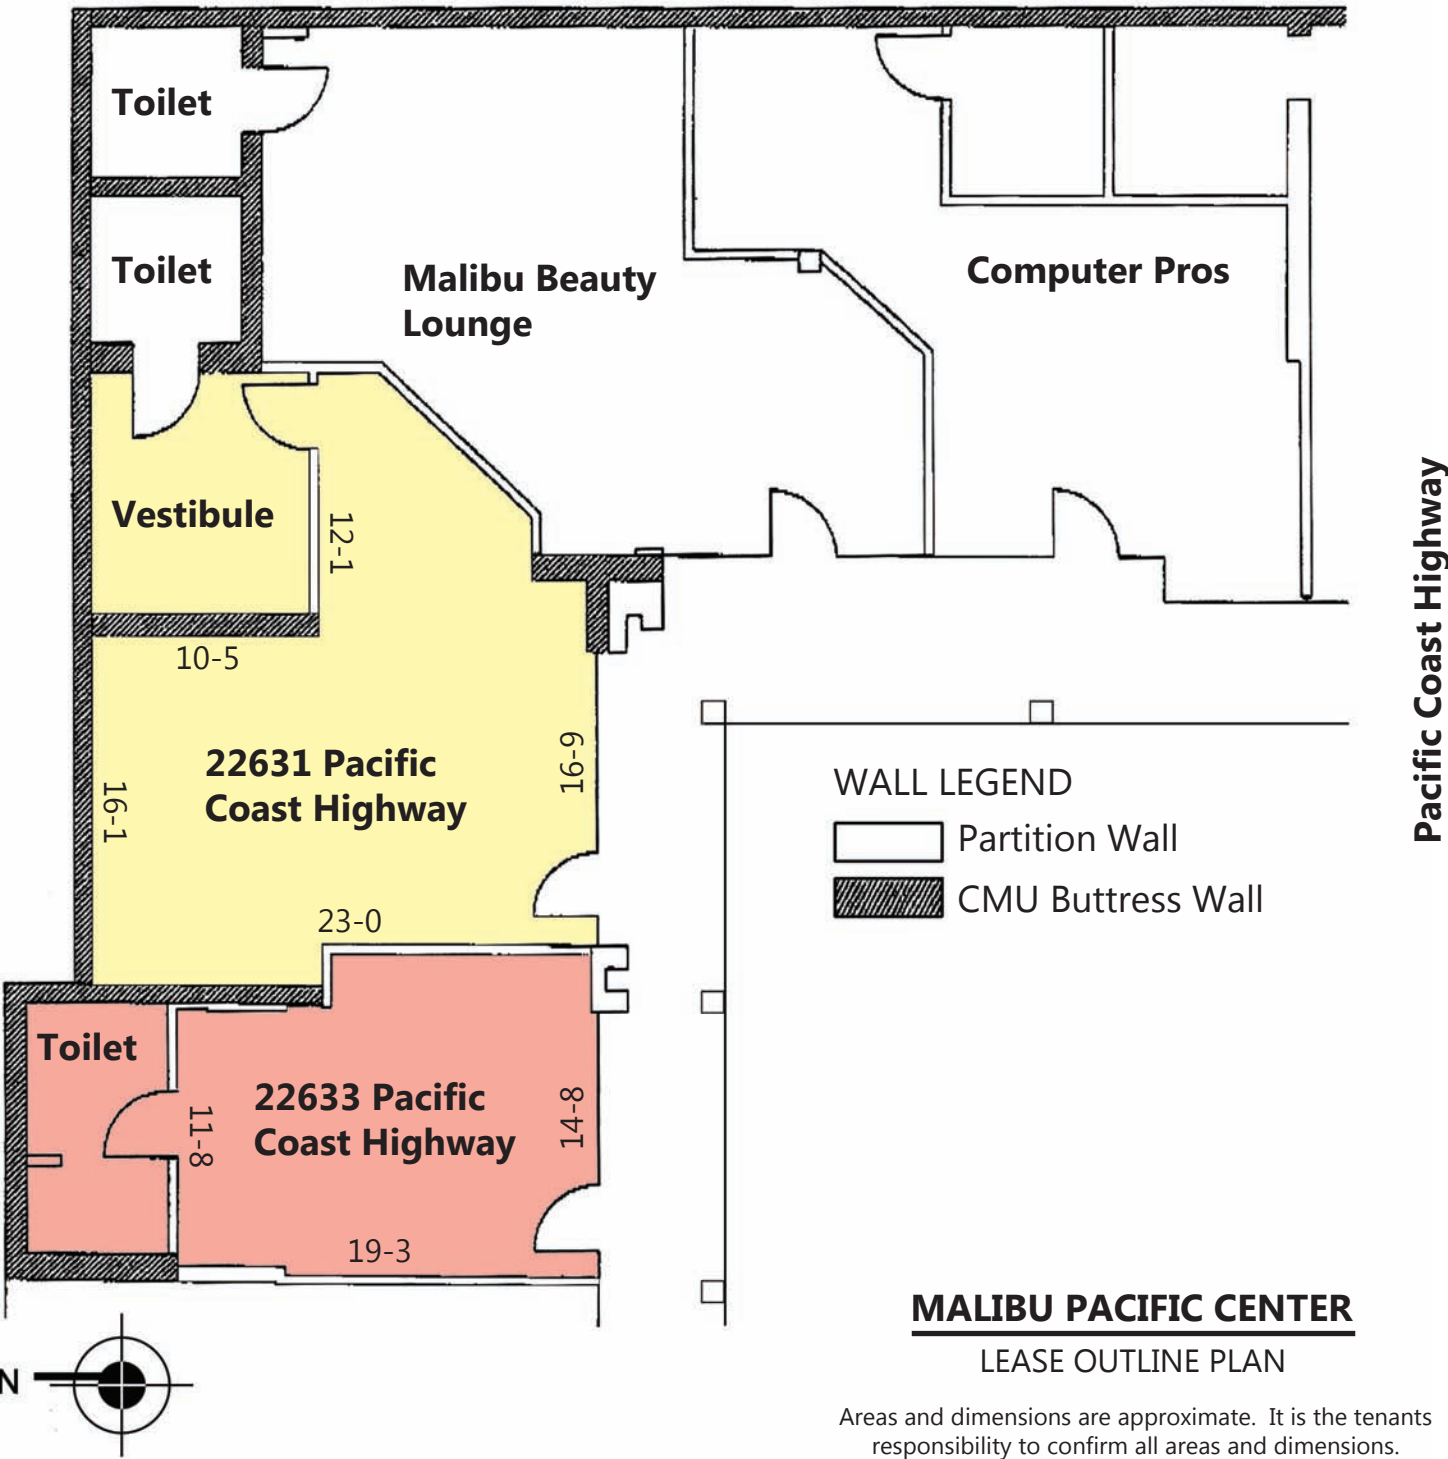 Toilet
Toilet
Malibu Beauty
Lounge
Computer Pros
Vestibule
12-1
10-5
22631 Pacific
Coast Highway
16-1
16-9
23-0
Pacific Coast Highway
WALL LEGEND
Partition Wall
CMU Buttress Wall
Toilet
22633 Pacific
Coast Highway
11-8
14-8
19-3
N
MALIBU PACIFIC CENTER
LEASE OUTLINE PLAN
Areas and dimensions are approximate.  It is the tenants
responsibility to confirm all areas and dimensions.